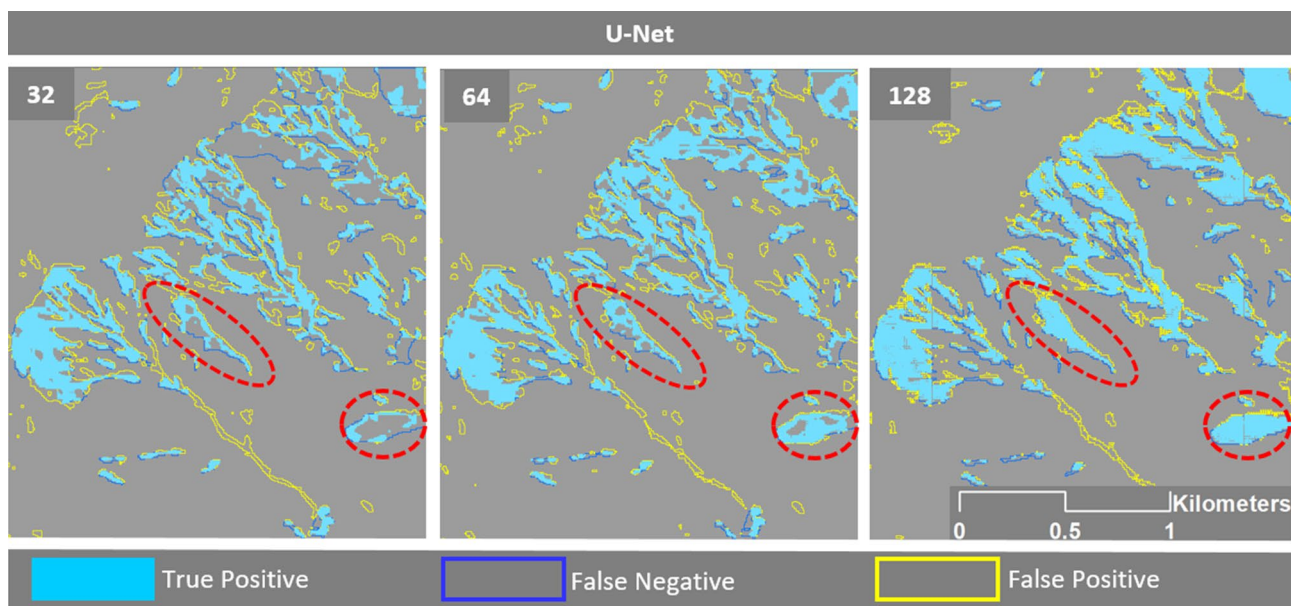 U-Net
32
64
128
Kilometers
0 0.5 1
True Positive
False Negative
False Positive